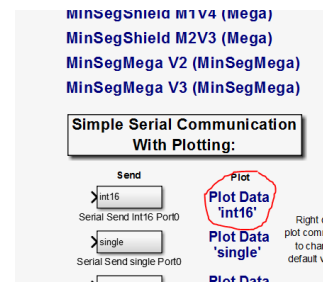 MinSegShield M1V4 (Mega)
MinSegShield M2V3 (Mega)
MinSegMega V2 (MinSegMega)
MinSegMega V3 (MinSegMega)
Simple Serial Communication
With Plotting:
Send
Plot
int16
Serial Send Int16 Port0
Plot Data
'int16'
Right
plot com
to cha
default v
single
Serial Send single Port0
Plot Data
'single'
Plot Data